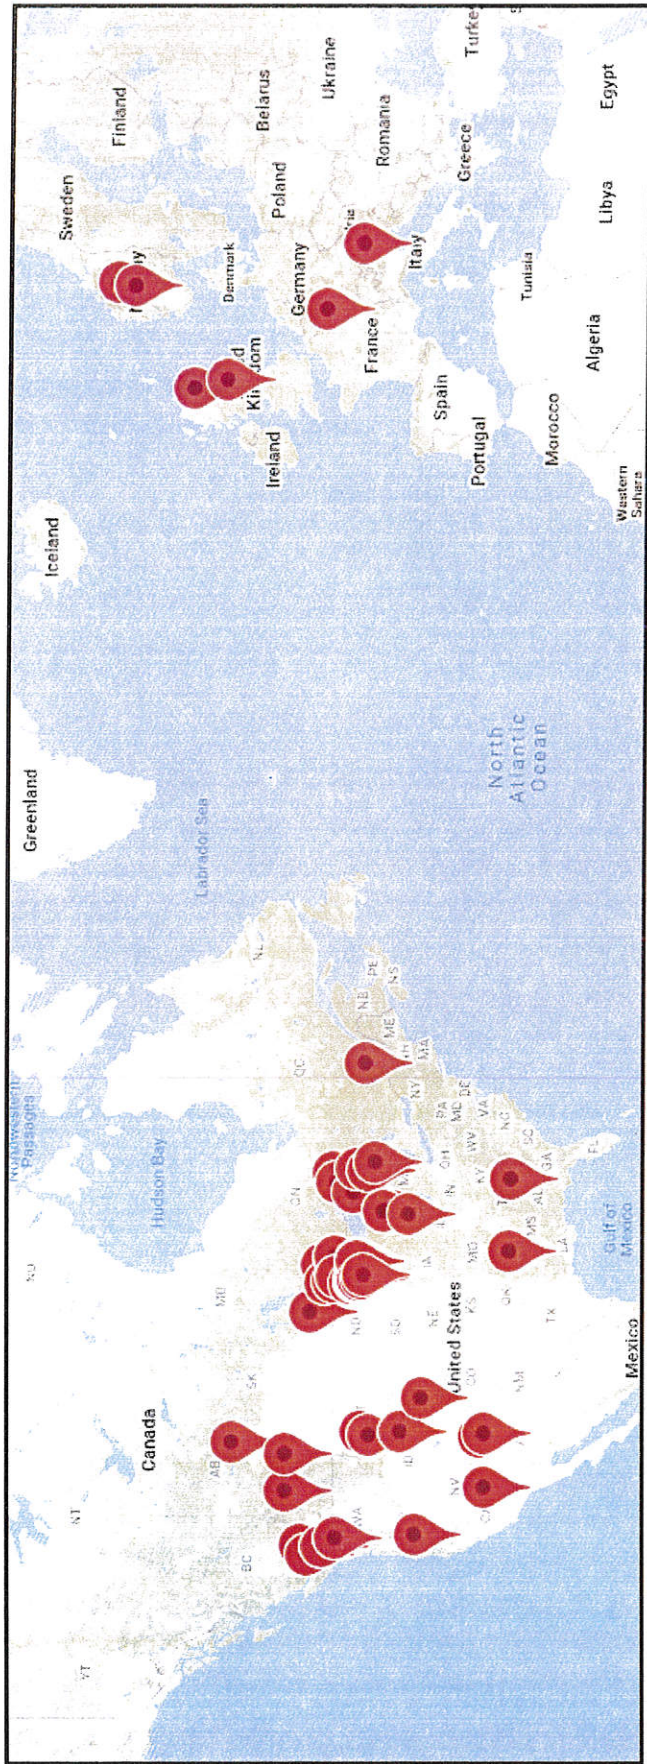 Northwestern
Passages
Greenland
Iceland
Sweden
Finland
NU
NT
Hudson Bay
Labrador Sea
Canada
AB
SK
MB
BC
ON
QC
NL
NB
PE
NS
ME
MA
NY
PA
MD
DE
OH
IN
WV
VA
KY
NC
SC
GA
AL
MS
LA
FL
WA
ID
ND
SD
NE
IA
KS
MO
OK
TX
NM
CO
NV
United States
Gulf of
Mexico
Mexico
North
Atlantic
Ocean
Denmark
Belarus
Poland
Ukraine
Germany
Ireland
France
Romania
Italy
Spain
Portugal
Greece
Tunisia
Morocco
Algeria
Libya
Egypt
Western
Sahara